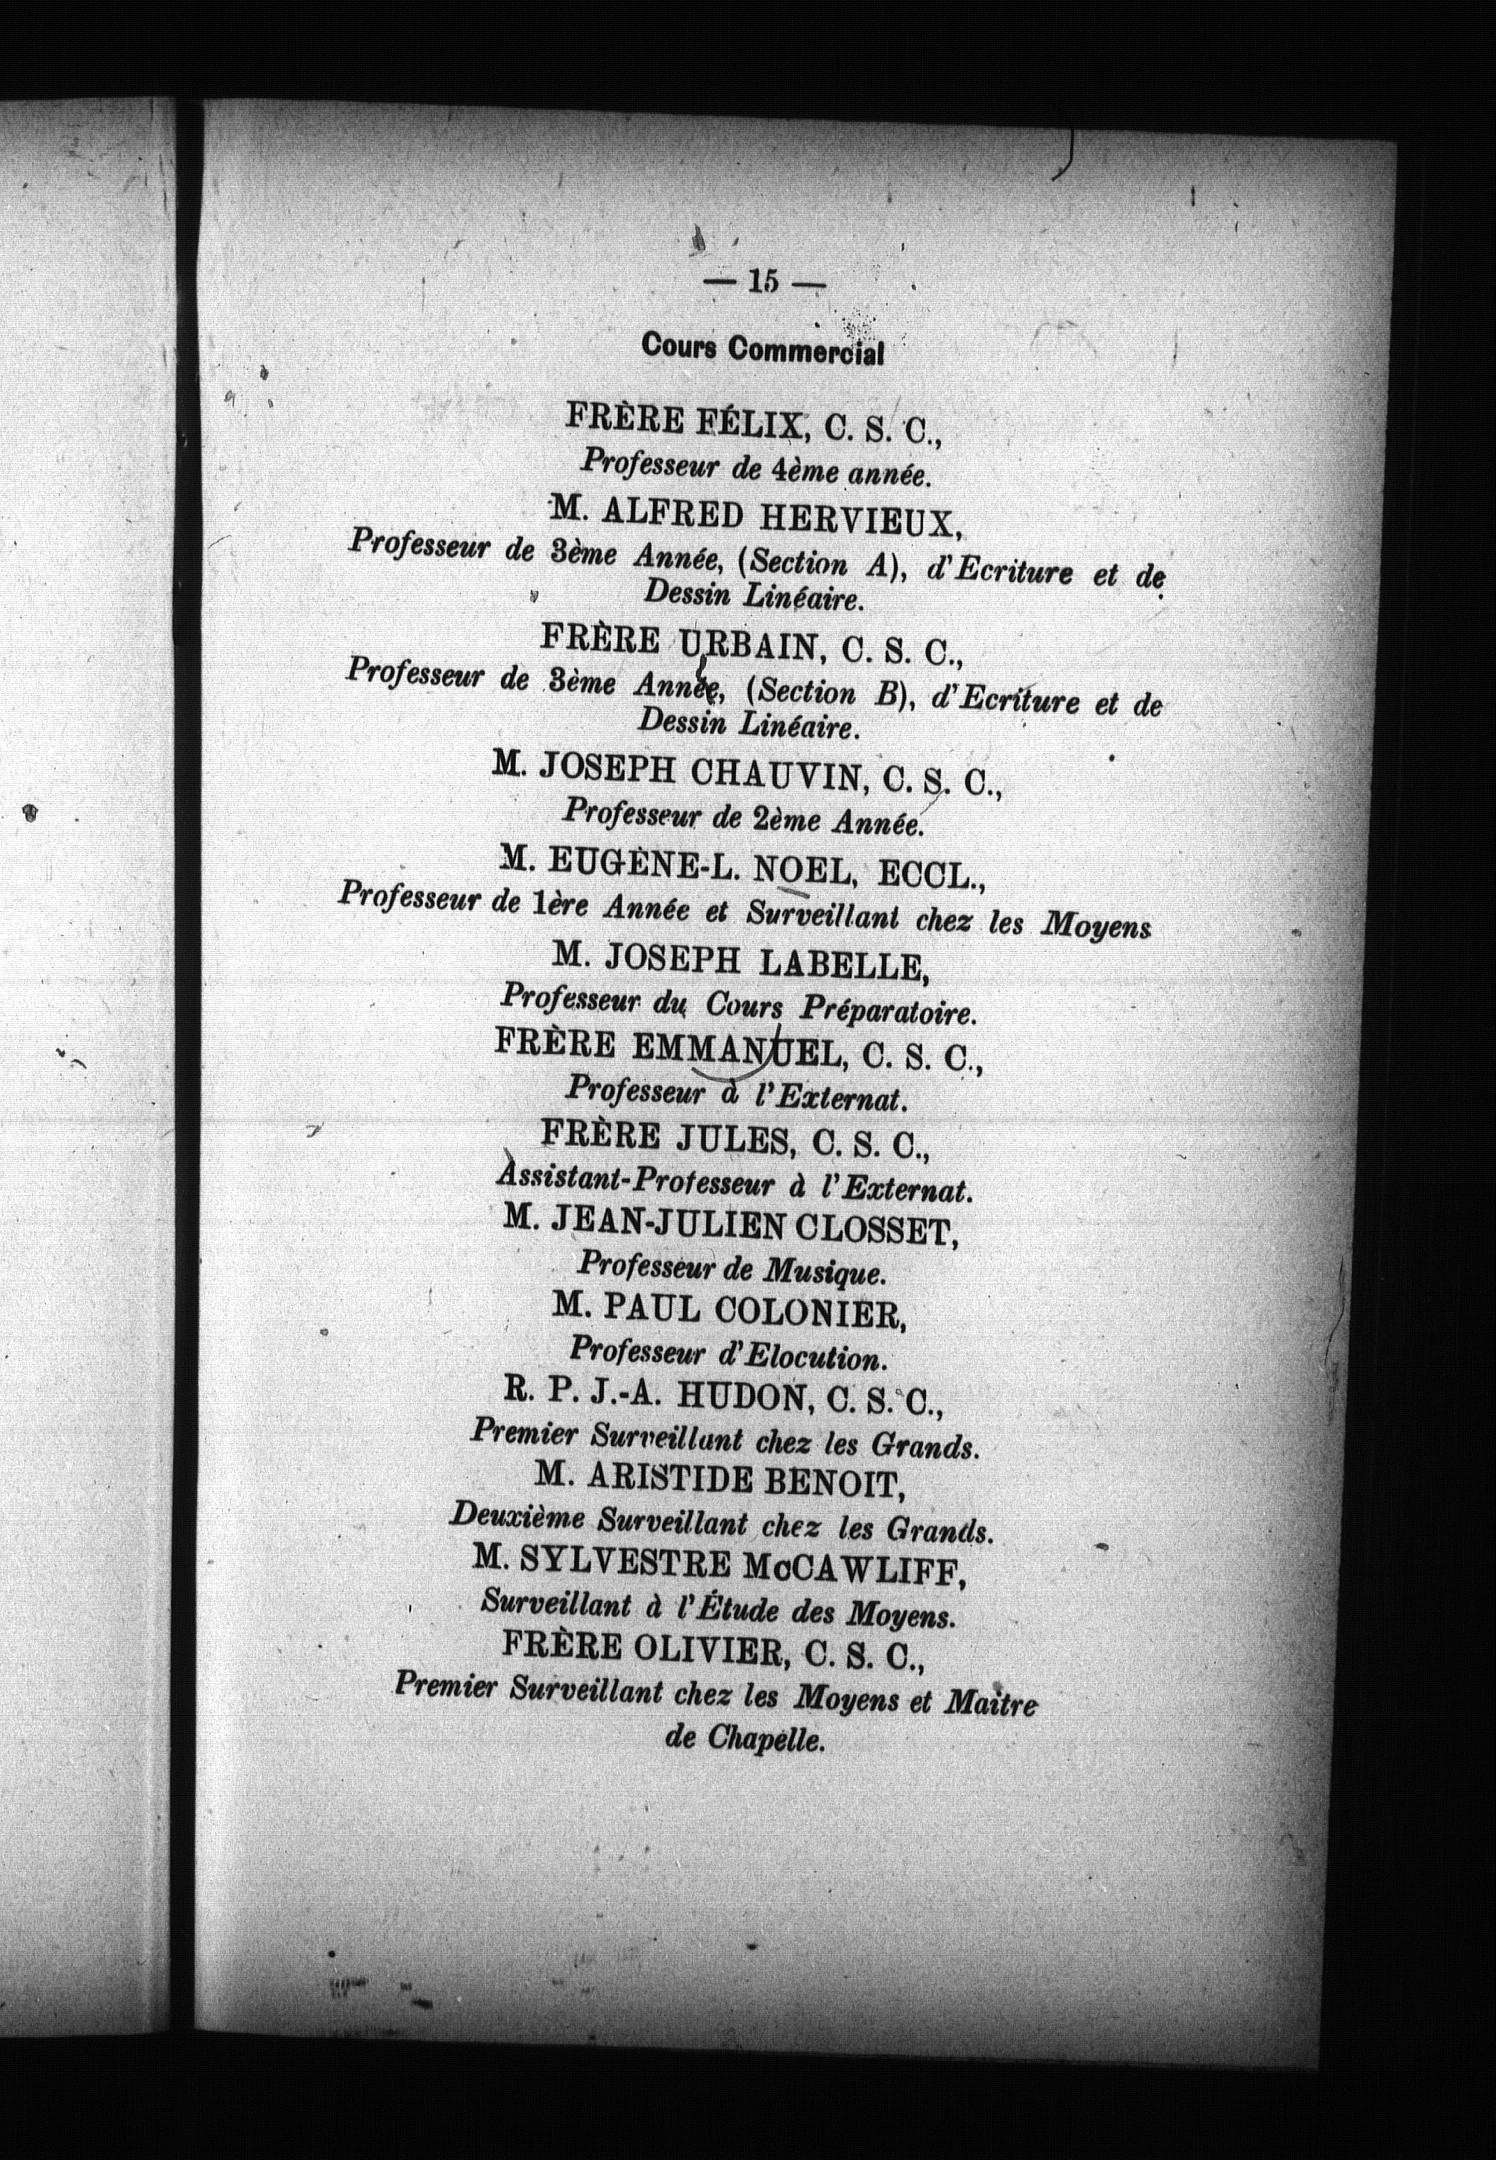 — 15 —
Cours Commercial
FRÈRE FÉLIX, C. S. C.,
Professeur de 4ème année.
M. ALFRED HERVIEUX,
Professeur de 3ème Année, (Section A), d'Ecriture et de
Dessin Linéaire.
FRÈRE URBAIN, C. S. C.,
Professeur de 3ème Année, (Section B), d'Ecriture et de
Dessin Linéaire.
M. JOSEPH CHAUVIN, C. S. C.,
Professeur de 2ème Année.
M. EUGÈNE-L. NOEL, ECCL.,
Professeur de 1ère Année et Surveillant chez les Moyens
M. JOSEPH LABELLE,
Professeur du Cours Préparatoire.
FRÈRE EMMANUEL, C. S. C.,
Professeur à l'Externat.
FRÈRE JULES, C. S. C.,
Assistant-Professeur à l'Externat.
M. JEAN-JULIEN CLOSSET,
Professeur de Musique.
M. PAUL COLONIER,
Professeur d'Elocution.
R. P. J.-A. HUDON, C. S. C.,
Premier Surveillant chez les Grands.
M. ARISTIDE BENOIT,
Deuxième Surveillant chez les Grands.
M. SYLVESTRE McCAWLIFF,
Surveillant à l'Étude des Moyens.
FRÈRE OLIVIER, C. S. C.,
Premier Surveillant chez les Moyens et Maitre
de Chapelle.